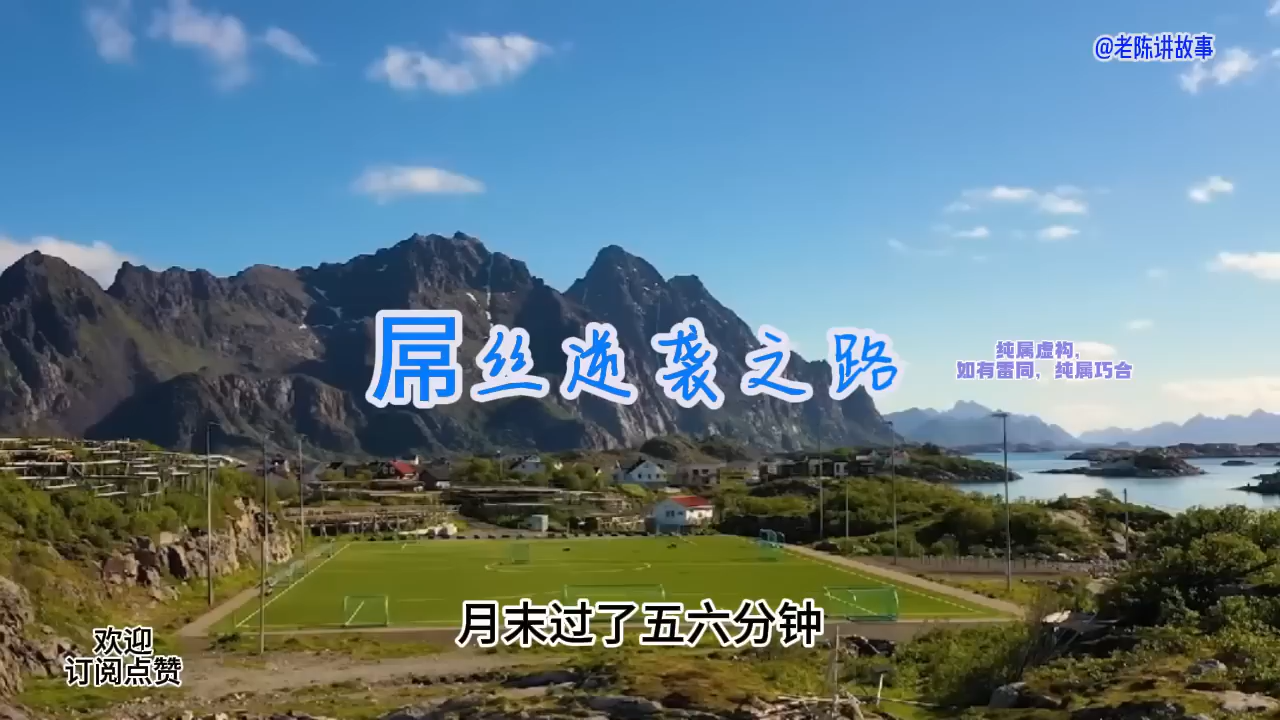 @老陈讲故事
屌丝逆袭之路
纯属虚构,
如有雷同，纯属巧合
月末过了五六分钟
欢迎
订阅点赞